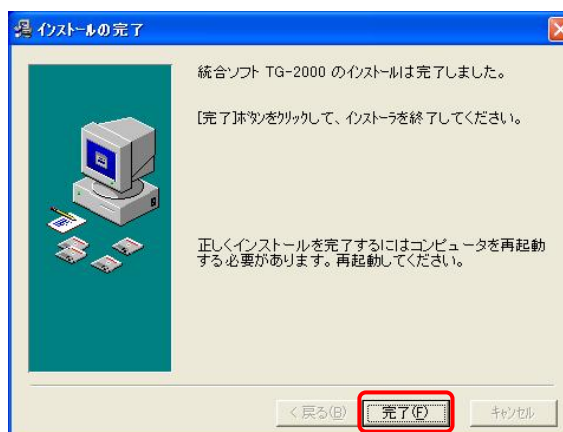 インストールの完了
統合ソフト TG-2000 のインストールは完了しました。
[完了]ボタンをクリックして、インストーラを終了してください。
正しくインストールを完了するにはコンピュータを再起動
する必要があります。再起動してください。
< 戻る(B) 完了(F) キャンセル